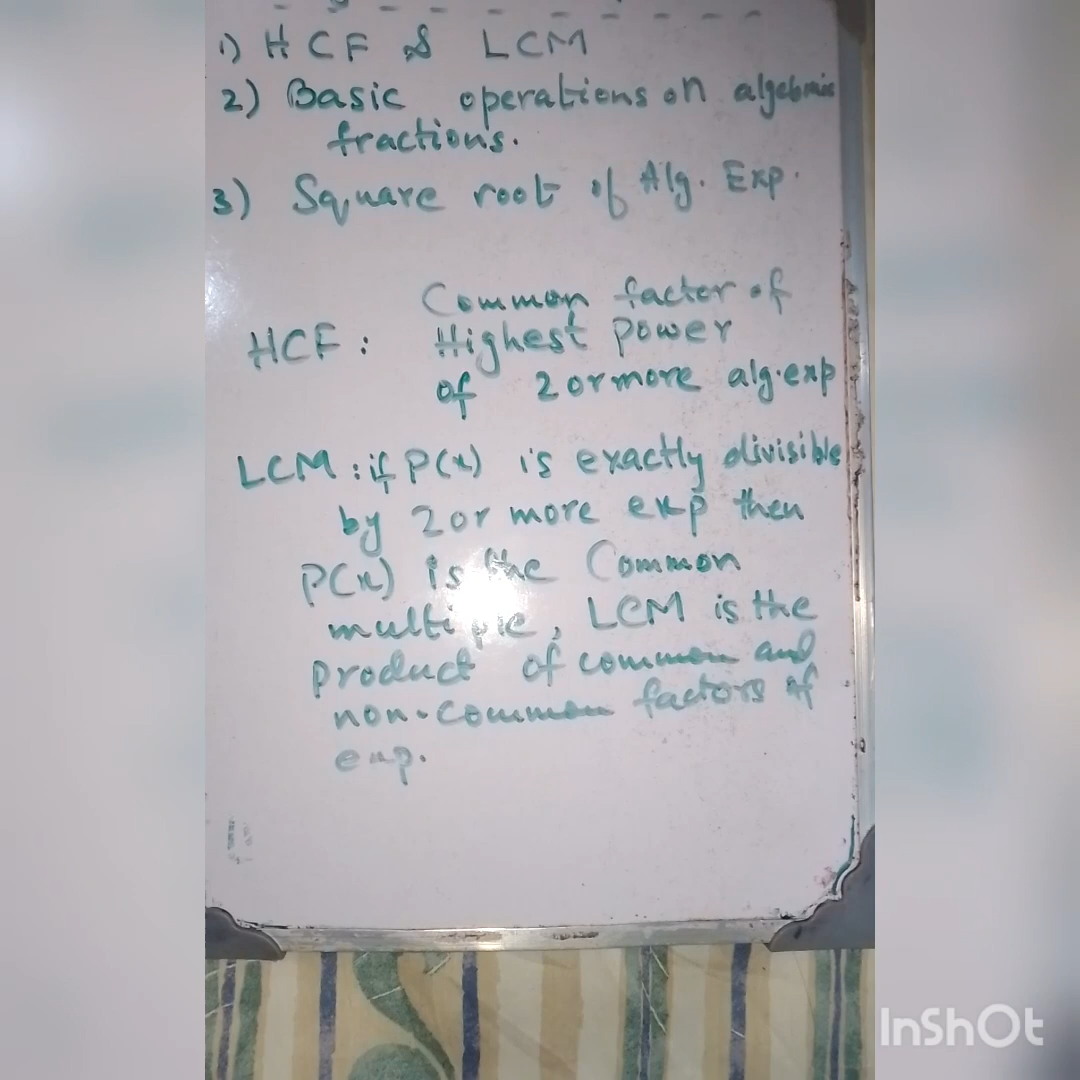 1) HCF & LCM
2) Basic operations on algebraic
fractions.
3) Square root of Alg. Exp.
Common factor of
HCF: Highest power
of 2 or more alg.exp
LCM: if P(x) is exactly divisible
by 2 or more exp then
P(x) is the Common
multiple, LCM is the
product of common and
non-common factors of
exp.
InShOt